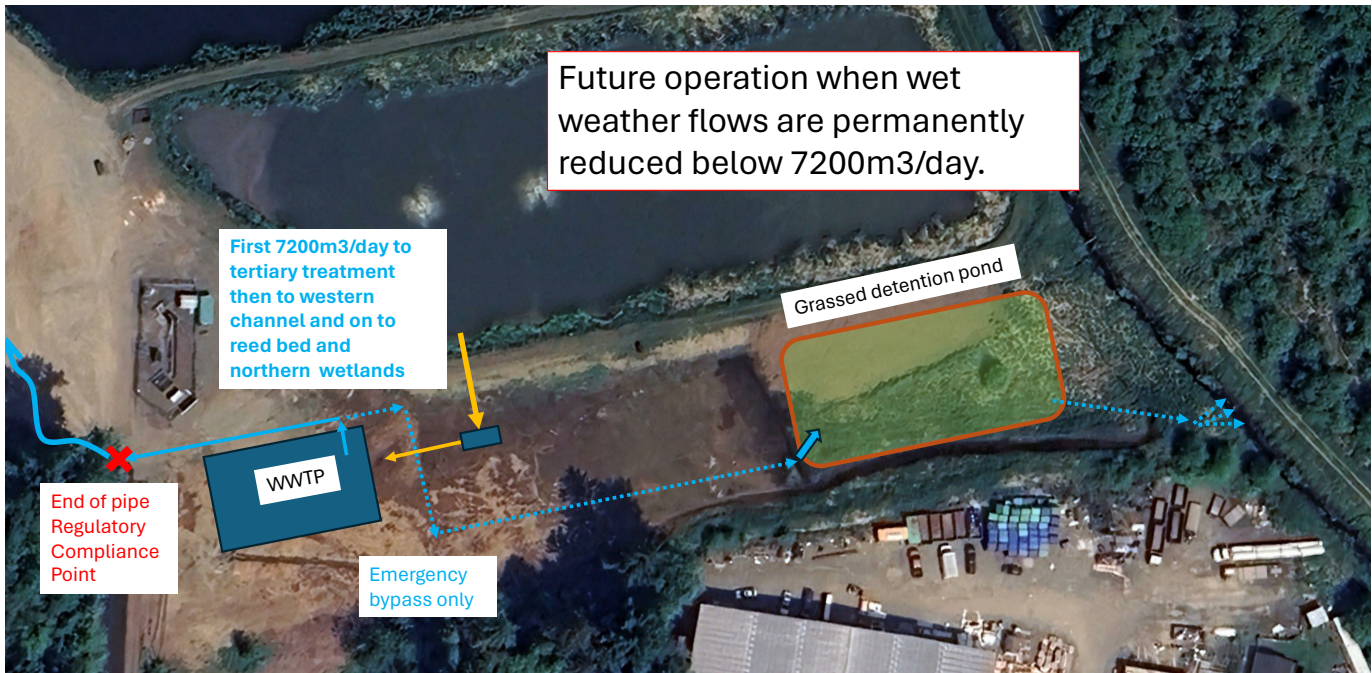 Future operation when wet
weather flows are permanently
reduced below 7200m3/day.
First 7200m3/day to
tertiary treatment
then to western
channel and on to
reed bed and
northern wetlands
Grassed detention pond
WWTP
End of pipe
Regulatory
Compliance
Point
Emergency
bypass only